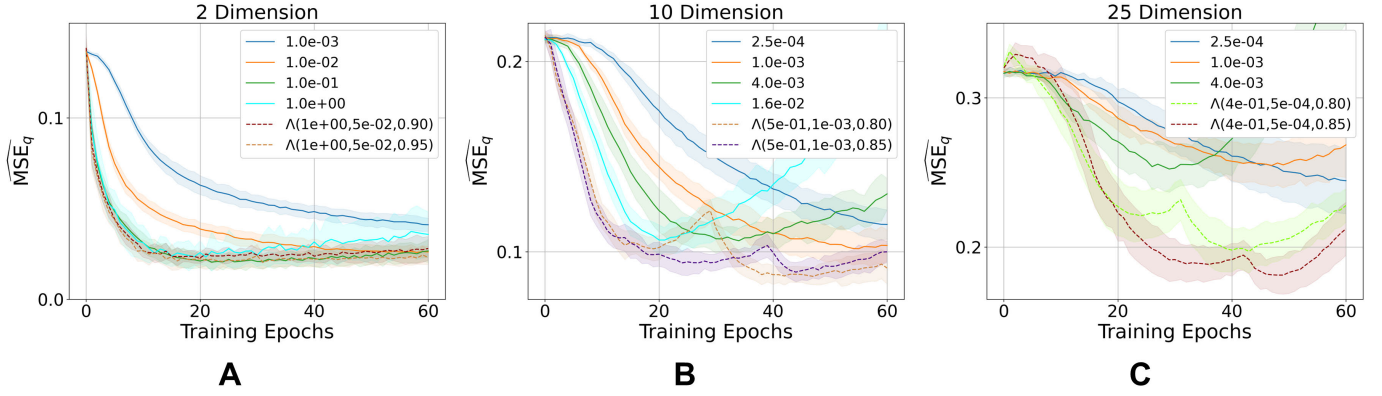 2 Dimension
0.1
0.0
0
20
40
60
Training Epochs
MSE_q
1.0e-03
1.0e-02
1.0e-01
1.0e+00
Λ(1e+00,5e-02,0.90)
Λ(1e+00,5e-02,0.95)
A
10 Dimension
0.2
0.1
0
20
40
60
Training Epochs
MSE_q
2.5e-04
1.0e-03
4.0e-03
1.6e-02
Λ(5e-01,1e-03,0.80)
Λ(5e-01,1e-03,0.85)
B
25 Dimension
0.3
0.2
0
20
40
60
Training Epochs
MSE_q
2.5e-04
1.0e-03
4.0e-03
Λ(4e-01,5e-04,0.80)
Λ(4e-01,5e-04,0.85)
C